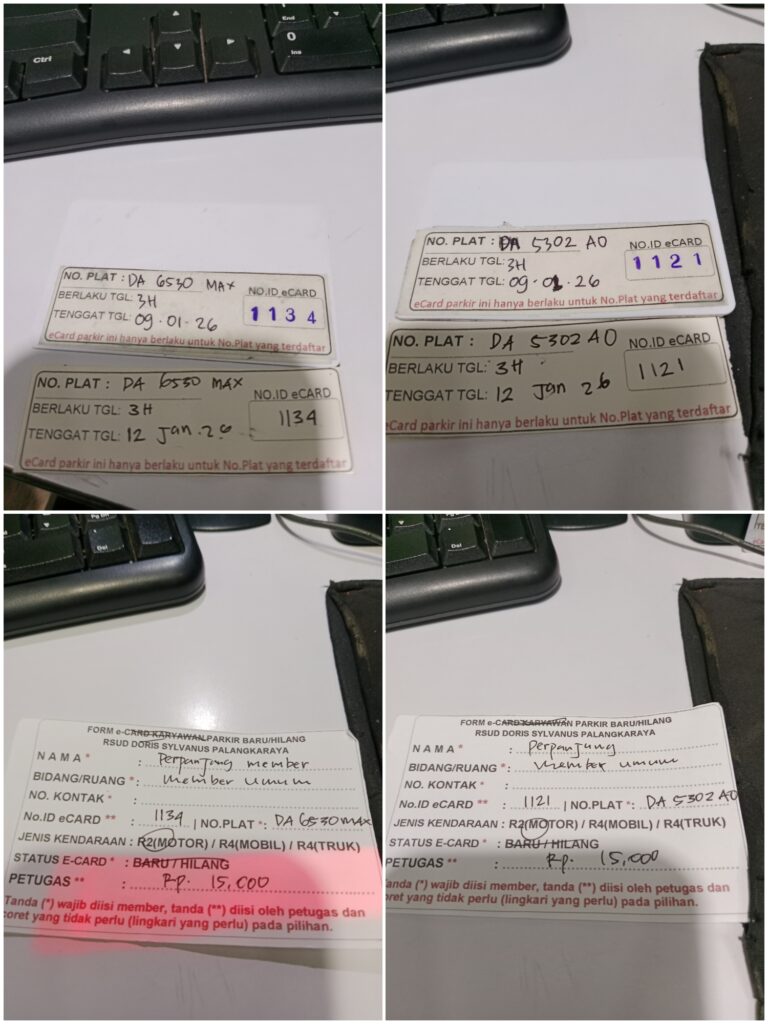 Ctrl
End
0
Ins
NO. PLAT : DA 6530 MAX
BERLAKU TGL: 3H
TENGGAT TGL: 09.01.26
NO.ID eCARD
1134
eCard parkir ini hanya berlaku untuk No.Plat yang terdaftar
NO. PLAT : DA 6530 MAX
BERLAKU TGL: 3H
TENGGAT TGL: 12 Jan.26
NO.ID eCARD
1134
eCard parkir ini hanya berlaku untuk No.Plat yang terdaftar
NO. PLAT : DA 5302 AO
BERLAKU TGL: 3H
TENGGAT TGL: 09.01.26
NO.ID eCARD
1121
eCard parkir ini hanya berlaku untuk No.Plat yang terdaftar
NO. PLAT : DA 5302 AO
BERLAKU TGL: 3H
TENGGAT TGL: 12 Jan 26
NO.ID eCARD
1121
eCard parkir ini hanya berlaku untuk No.Plat yang terdaftar
Del
FORM e-CARD KARYAWAN PARKIR BARU/HILANG
RSUD DORIS SYLVANUS PALANGKARAYA
NAMA * : Perpanjung member
BIDANG/RUANG * : member umum
NO. KONTAK * :
No.ID eCARD ** : 1134 | NO.PLAT *: DA 6530 max
JENIS KENDARAAN : R2(MOTOR) / R4(MOBIL) / R4(TRUK)
STATUS E-CARD * : BARU / HILANG
PETUGAS ** : Rp. 15.000
Tanda (*) wajib diisi member, tanda (**) diisi oleh petugas dan
coret yang tidak perlu (lingkari yang perlu) pada pilihan.
Pg Dn
Del
FORM e-CARD KARYAWAN PARKIR BARU/HILANG
RSUD DORIS SYLVANUS PALANGKARAYA
NAMA * : Perpanjung
BIDANG/RUANG * : member umum
NO. KONTAK * :
No.ID eCARD ** : 1121 | NO.PLAT *: DA 5302 AO
JENIS KENDARAAN : R2(MOTOR) / R4(MOBIL) / R4(TRUK)
STATUS E-CARD * : BARU / HILANG
PETUGAS ** : Rp. 15.000
Tanda (*) wajib diisi member, tanda (**) diisi oleh petugas dan
oret yang tidak perlu (lingkari yang perlu) pada pilihan.